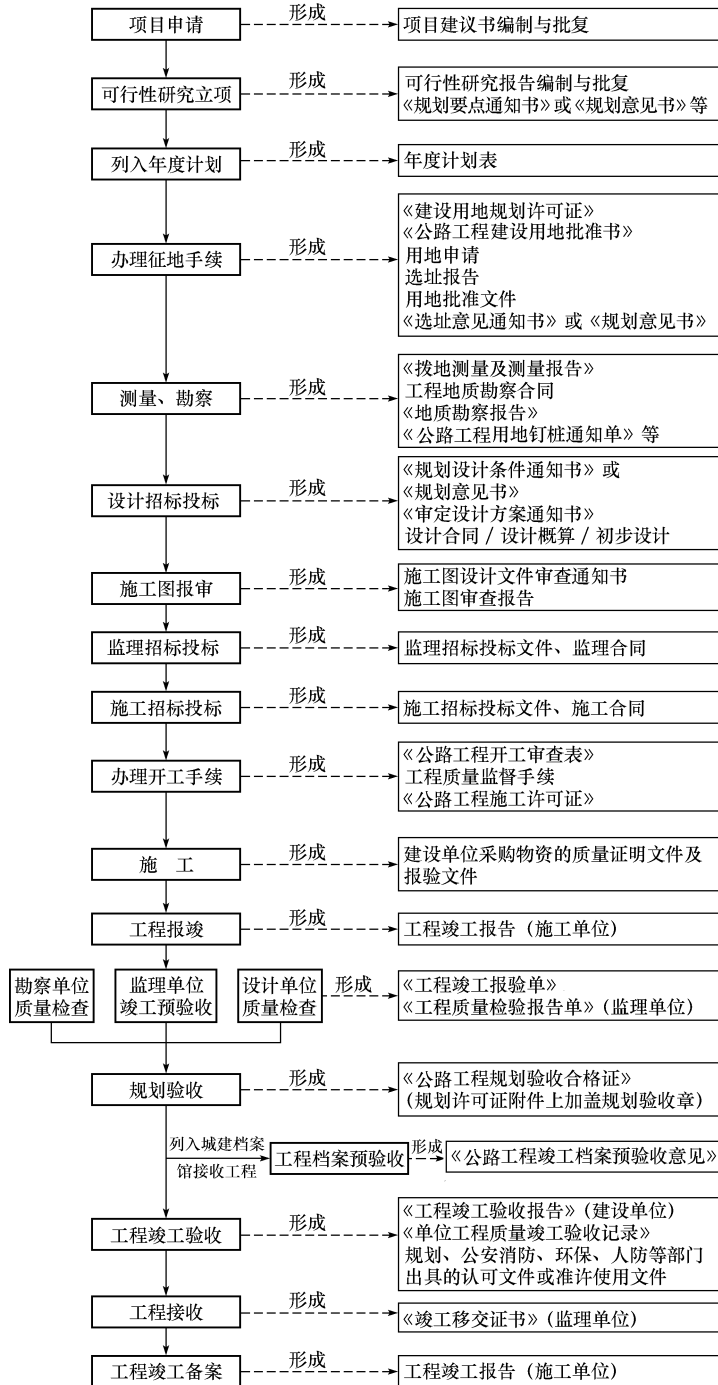 项目申请
形成
项目建议书编制与批复
可行性研究立项
形成
可行性研究报告编制与批复
《规划要点通知书》或《规划意见书》等
列入年度计划
形成
年度计划表
办理征地手续
形成
《建设用地规划许可证》
《公路工程建设用地批准书》
用地申请
选址报告
用地批准文件
《选址意见通知书》或《规划意见书》
测量、勘察
形成
《拨地测量及测量报告》
工程地质勘察合同
《地质勘察报告》
《公路工程用地钉桩通知单》等
设计招标投标
形成
《规划设计条件通知书》或
《规划意见书》
《审定设计方案通知书》
设计合同/设计概算/初步设计
施工图报审
形成
施工图设计文件审查通知书
施工图审查报告
监理招标投标
形成
监理招标投标文件、监理合同
施工招标投标
形成
施工招标投标文件、施工合同
办理开工手续
形成
《公路工程开工审查表》
工程质量监督手续
《公路工程施工许可证》
施 工
形成
建设单位采购物资的质量证明文件及
报验文件
工程报竣
形成
工程竣工报告（施工单位）
勘察单位
质量检查
监理单位
竣工预验收
设计单位
质量检查
形成
《工程竣工报验单》
《工程质量检验报告单》（监理单位）
规划验收
形成
《公路工程规划验收合格证》
（规划许可证附件上加盖规划验收章）
列入城建档案
馆接收工程
工程档案预验收
形成
《公路工程竣工档案预验收意见》
工程竣工验收
形成
《工程竣工验收报告》（建设单位）
《单位工程质量竣工验收记录》
规划、公安消防、环保、人防等部门
出具的认可文件或准许使用文件
工程接收
形成
《竣工移交证书》（监理单位）
工程竣工备案
形成
工程竣工报告（施工单位）